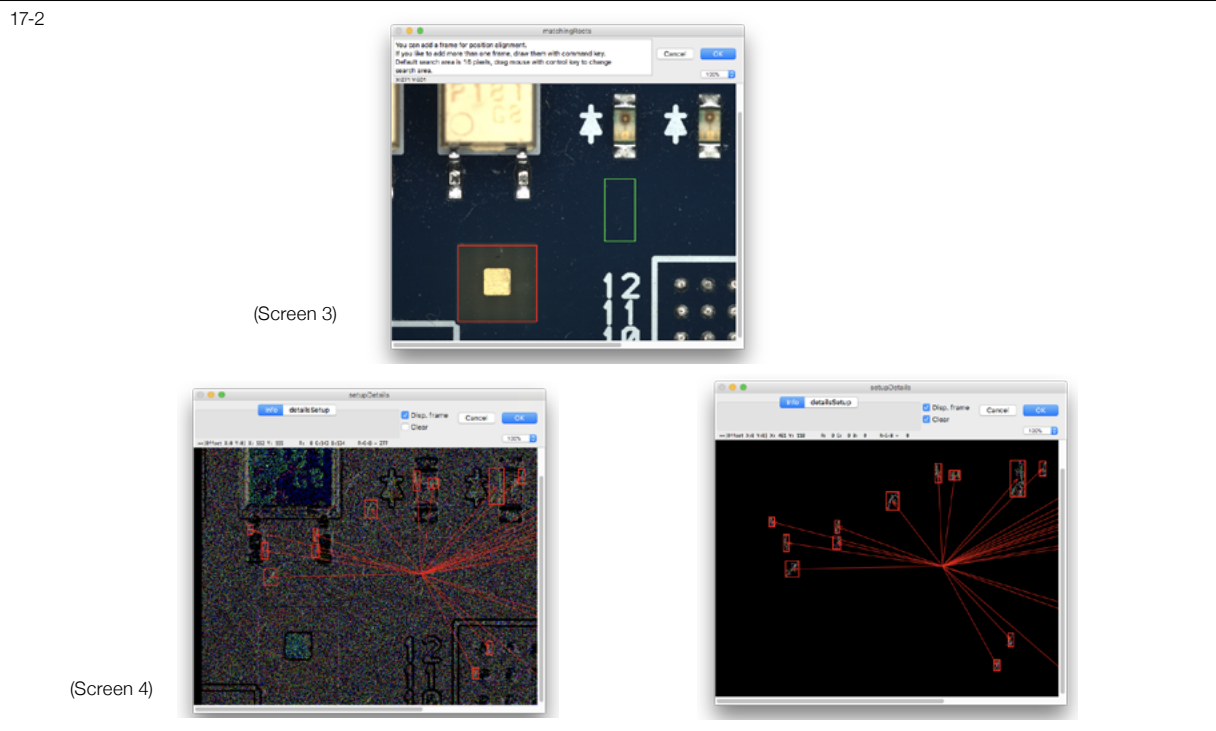 17-2
matchingRects
You can add a frame for position alignment.
If you like to add more than one frame, draw them with command key.
Default search area is 16 pixels, drag mouse with control key to change
search area.
Cancel
OK
100%
12
11
10
(Screen 3)
setupDetails
Info
detailsSetup
Disp. frame
Clear
Cancel
OK
100%
12
(Screen 4)
setupDetails
Info
detailsSetup
Disp. frame
Clear
Cancel
OK
100%